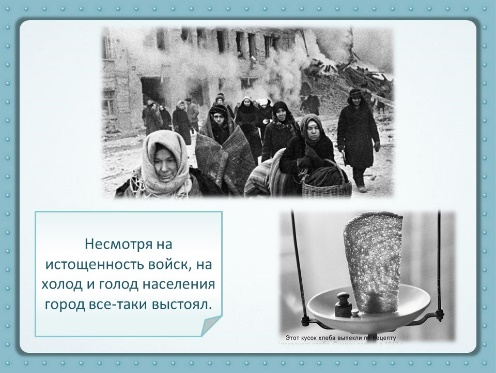 Несмотря на
истощенность войск, на
холод и голод населения
город все-таки выстоял.
Этот кусок хлеба выпекли по рецепту